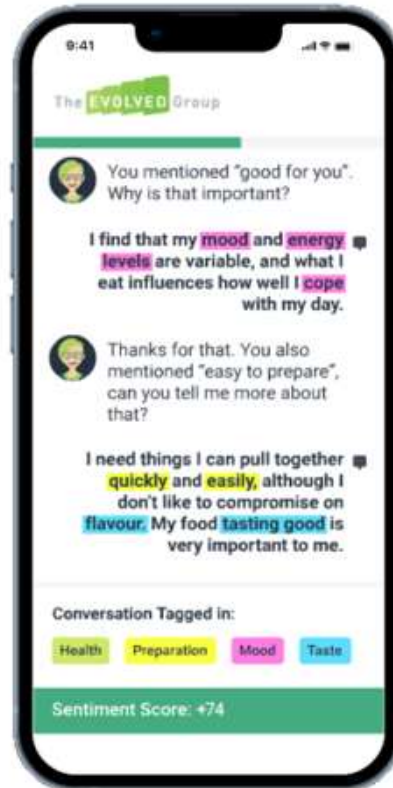 9:41
The EVOLVED Group
You mentioned “good for you”.
Why is that important?
I find that my mood and energy
levels are variable, and what I
eat influences how well I cope
with my day.
Thanks for that. You also
mentioned “easy to prepare”,
can you tell me more about
that?
I need things I can pull together
quickly and easily, although I
don't like to compromise on
flavour. My food tasting good is
very important to me.
Conversation Tagged in:
Health Preparation Mood Taste
Sentiment Score: +74